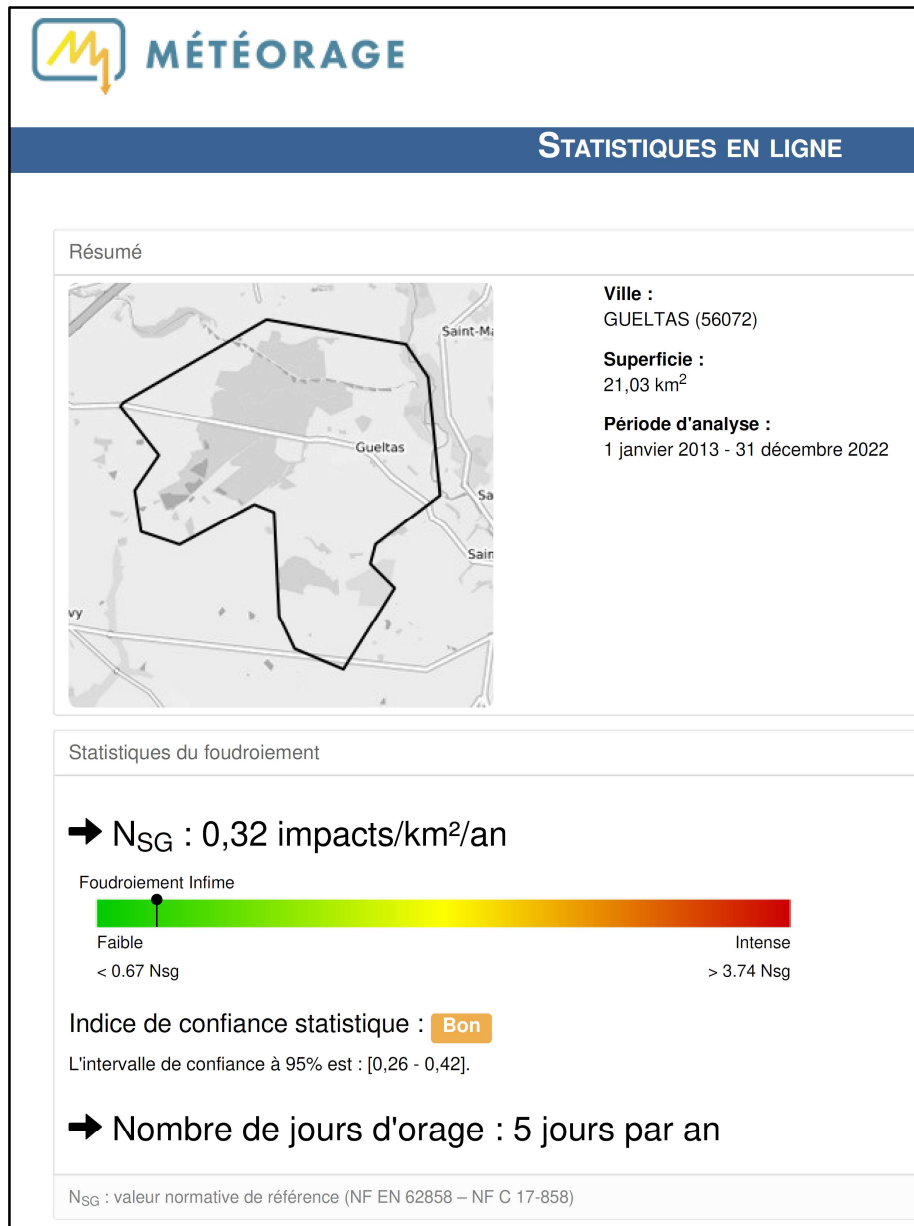 MÉTÉORAGE
STATISTIQUES EN LIGNE
Résumé
Saint-Ma
Gueltas
Sa
Sain
vy
Ville :
GUELTAS (56072)
Superficie :
21,03 km²
Période d'analyse :
1 janvier 2013 - 31 décembre 2022
Statistiques du foudroiement
➔ NSG : 0,32 impacts/km²/an
Foudroiement Infime
Faible Intense
< 0.67 Nsg > 3.74 Nsg
Indice de confiance statistique : Bon
L'intervalle de confiance à 95% est : [0,26 - 0,42].
➔ Nombre de jours d'orage : 5 jours par an
NSG : valeur normative de référence (NF EN 62858 – NF C 17-858)